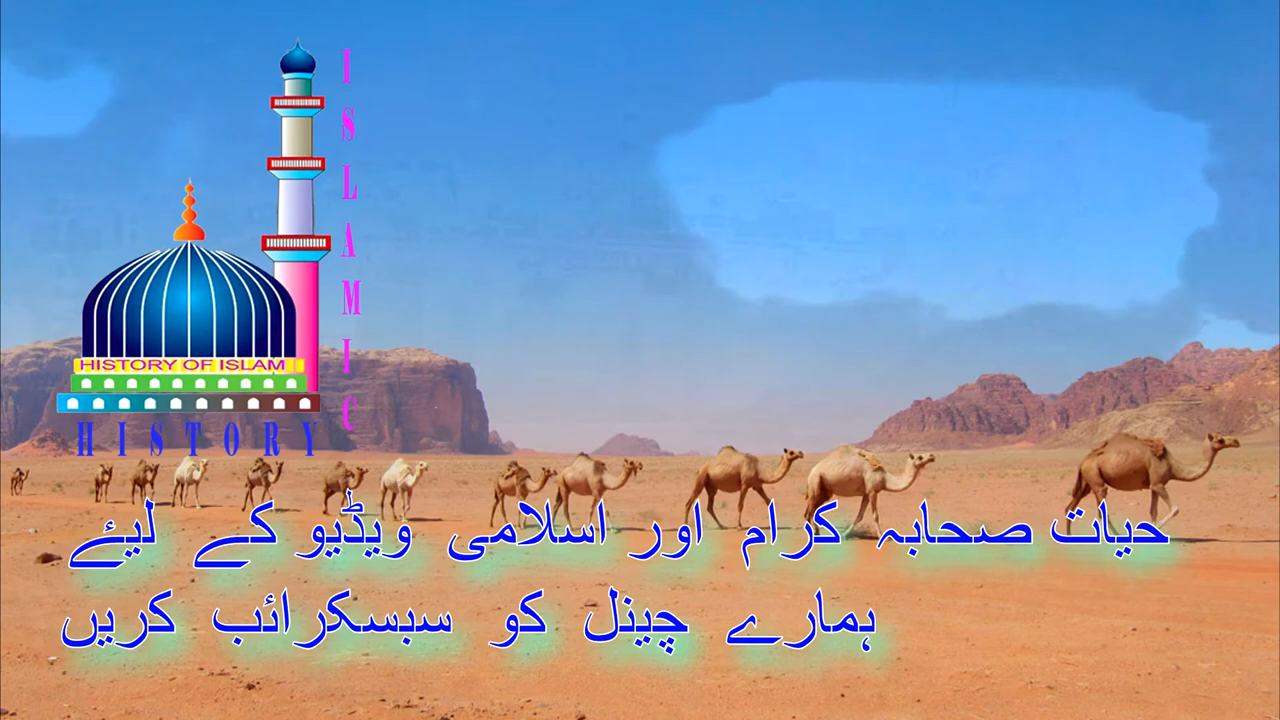 ISLAMIC
HISTORY OF ISLAM
HISTORY
حیات صحابہ کرام اور اسلامی ویڈیو کے لیئے
ہمارے چینل کو سبسکرائب کریں